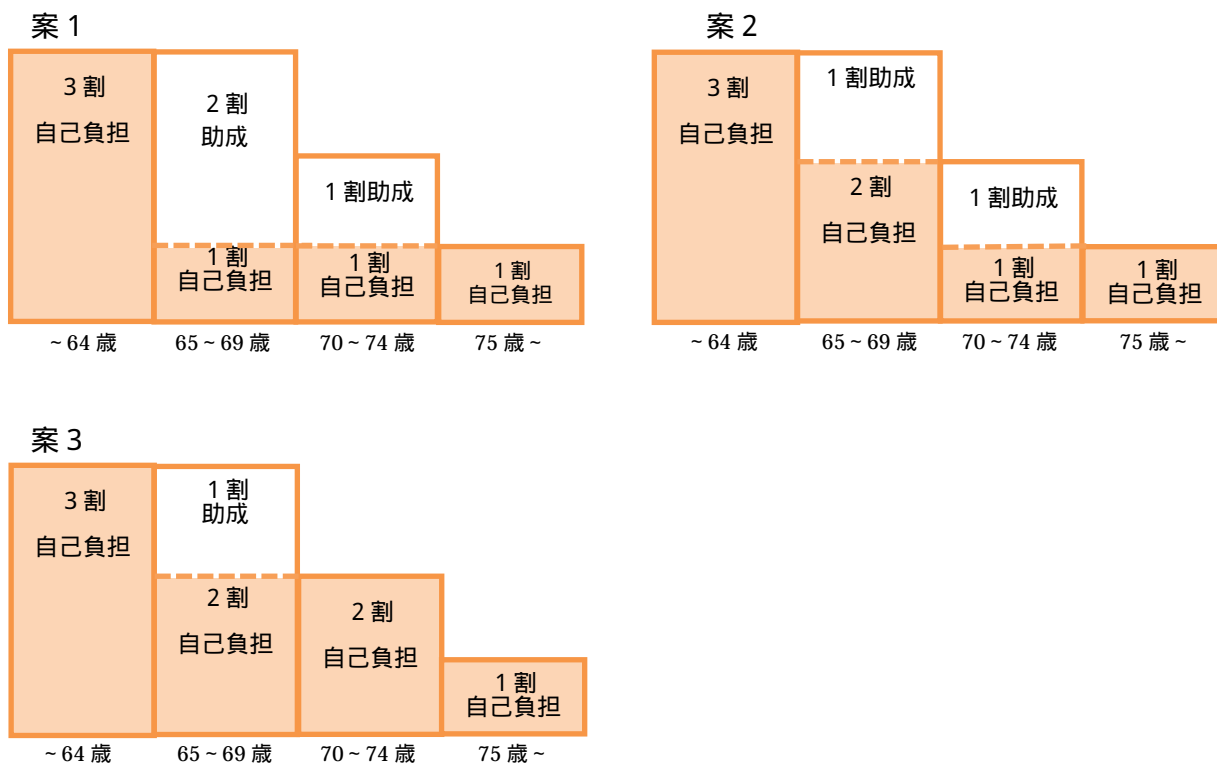 案 1
3 割
自己負担
2 割
助成
1 割助成
1 割
自己負担
1 割
自己負担
1 割
自己負担
~ 64 歳
65 ~ 69 歳
70 ~ 74 歳
75 歳 ~
案 2
3 割
自己負担
1 割助成
2 割
自己負担
1 割助成
1 割
自己負担
1 割
自己負担
~ 64 歳
65 ~ 69 歳
70 ~ 74 歳
75 歳 ~
案 3
3 割
自己負担
1 割
助成
2 割
自己負担
2 割
自己負担
1 割
自己負担
~ 64 歳
65 ~ 69 歳
70 ~ 74 歳
75 歳 ~